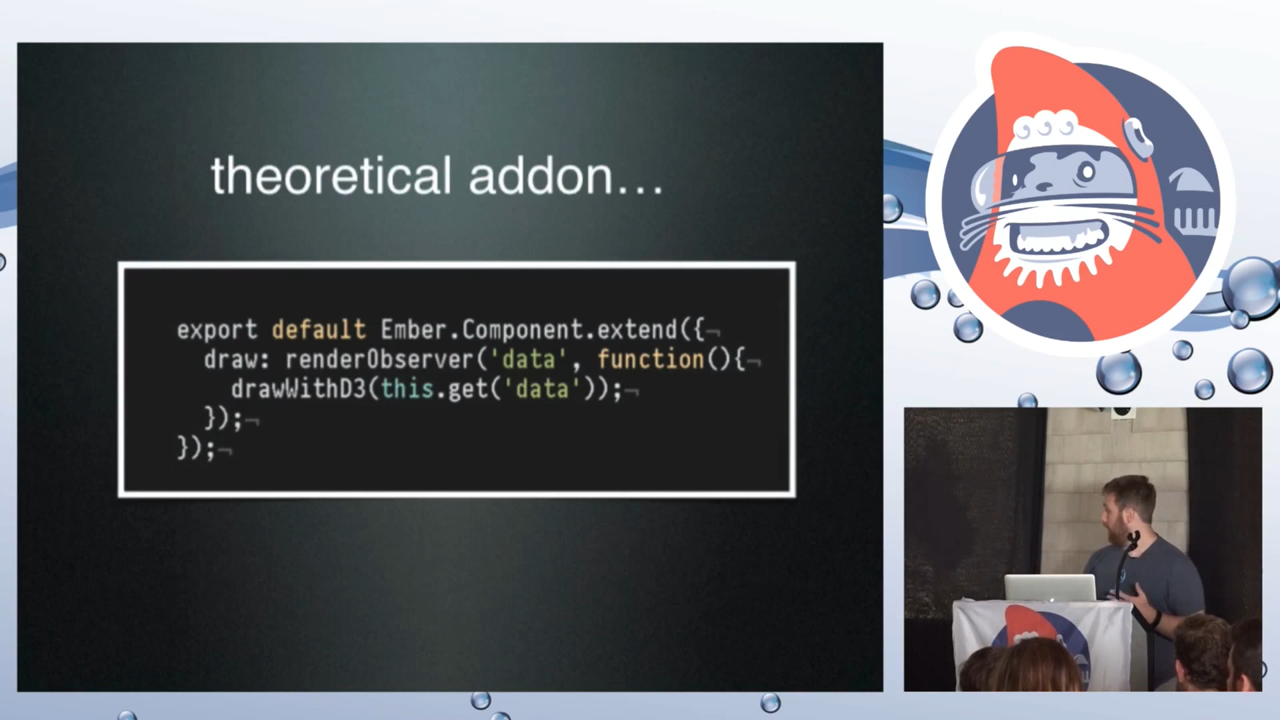 theoretical addon…
export default Ember.Component.extend({¬
draw: renderObserver('data', function(){¬
drawWithD3(this.get('data'));¬
});¬
});¬